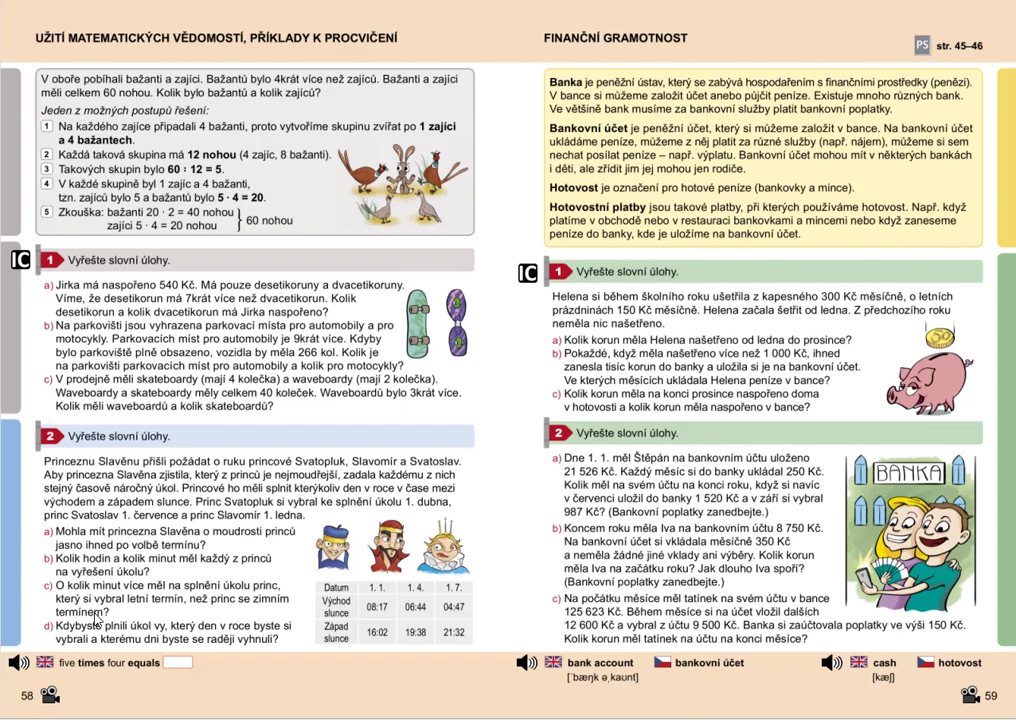 UŽITÍ MATEMATICKÝCH VĚDOMOSTÍ, PŘÍKLADY K PROCVIČENÍ
V oboře pobíhali bažanti a zajíci. Bažantů bylo 4krát více než zajíců. Bažanti a zajíci
měli celkem 60 nohou. Kolik bylo bažantů a kolik zajíců?
Jeden z možných postupů řešení:
1 Na každého zajíce připadali 4 bažanti, proto vytvoříme skupinu zvířat po 1 zajíci
a 4 bažantech.
2 Každá taková skupina má 12 nohou (4 zajíc, 8 bažantů).
3 Takových skupin bylo 60 : 12 = 5.
4 V každé skupině byl 1 zajíc a 4 bažanti,
tzn. zajíců bylo 5 a bažantů bylo 5 · 4 = 20.
5 Zkouška: bažanti 20 · 2 = 40 nohou
zajíci 5 · 4 = 20 nohou
} 60 nohou
IC
1 Vyřešte slovní úlohy.
a) Jirka má naspořeno 540 Kč. Má pouze desetikoruny a dvacetikoruny.
Víme, že desetikorun má 7krát více než dvacetikorun. Kolik
desetikorun a kolik dvacetikorun má Jirka naspořeno?
b) Na parkovišti jsou vyhrazena parkovací místa pro automobily a pro
motocykly. Parkovacích míst pro automobily je 9krát více. Kdyby
bylo parkoviště plně obsazeno, vozidla by měla 266 kol. Kolik je
na parkovišti parkovacích míst pro automobily a kolik pro motocykly?
c) V prodejně měli skateboardy (mají 4 kolečka) a waveboardy (mají 2 kolečka).
Waveboardy a skateboardy měly celkem 40 koleček. Waveboardů bylo 3krát více.
Kolik měli waveboardů a kolik skateboardů?
2 Vyřešte slovní úlohy.
Princeznu Slavěnu přišli požádat o ruku princové Svatopluk, Slavomír a Svatoslav.
Aby princezna Slavěna zjistila, který z princů je nejmoudřejší, zadala každému z nich
stejný časově náročný úkol. Princové ho měli splnit kterýkoliv den v roce v čase mezi
východem a západem slunce. Princ Svatopluk si vybral ke splnění úkolu 1. dubna,
princ Svatoslav 1. července a princ Slavomír 1. ledna.
a) Mohla mít princezna Slavěna o moudrosti princů
jasno ihned po volbě termínu?
b) Kolik hodin a kolik minut měl každý z princů
na vyřešení úkolu?
c) O kolik minut více měl na splnění úkolu princ,
který si vybral letní termín, než princ se zimním
termínem?
d) Kdybyste plnili úkol vy, který den v roce byste si
vybrali a kterému dni byste se raději vyhnuli?
Datum 1. 1. 1. 4. 1. 7.
Východ slunce 08:17 06:44 04:47
Západ slunce 16:02 19:38 21:32
five times four equals
58
FINANČNÍ GRAMOTNOST
PS str. 45–46
Banka je peněžní ústav, který se zabývá hospodařením s finančními prostředky (penězi).
V bance si můžeme založit účet anebo půjčit peníze. Existuje mnoho různých bank.
Ve většině bank musíme za bankovní služby platit bankovní poplatky.
Bankovní účet je peněžní účet, který si můžeme založit v bance. Na bankovní účet
ukládáme peníze, můžeme z něj platit za různé služby (např. nájem), můžeme si sem
nechat posílat peníze – např. výplatu. Bankovní účet mohou mít v některých bankách
i děti, ale zřídit jim jej mohou jen rodiče.
Hotovost je označení pro hotové peníze (bankovky a mince).
Hotovostní platby jsou takové platby, při kterých používáme hotovost. Např. když
platíme v obchodě nebo v restauraci bankovkami a mincemi nebo když zaneseme
peníze do banky, kde je uložíme na bankovní účet.
IC
1 Vyřešte slovní úlohy.
Helena si během školního roku ušetřila z kapesného 300 Kč měsíčně, o letních
prázdninách 150 Kč měsíčně. Helena začala šetřit od ledna. Z předchozího roku
neměla nic našetřeno.
a) Kolik korun měla Helena našetřeno od ledna do prosince?
b) Pokaždé, když měla našetřeno více než 1 000 Kč, ihned
zanesla tisíc korun do banky a uložila si je na bankovní účet.
Ve kterých měsících ukládala Helena peníze v bance?
c) Kolik korun měla na konci prosince naspořeno doma
v hotovosti a kolik korun měla naspořeno v bance?
50
2 Vyřešte slovní úlohy.
a) Dne 1. 1. měl Štěpán na bankovním účtu uloženo
21 526 Kč. Každý měsíc si do banky ukládal 250 Kč.
Kolik měl na svém účtu na konci roku, když si navíc
v červenci uložil do banky 1 520 Kč a v září si vybral
987 Kč? (Bankovní poplatky zanedbejte.)
b) Koncem roku měla Iva na bankovním účtu 8 750 Kč.
Na bankovní účet si vkládala měsíčně 350 Kč
a neměla žádné jiné vklady ani výběry. Kolik korun
měla Iva na začátku roku? Jak dlouho Iva spoří?
(Bankovní poplatky zanedbejte.)
c) Na počátku měsíce měl tatínek na svém účtu v bance
125 623 Kč. Během měsíce si na účet vložil dalších
12 600 Kč a vybral z účtu 9 500 Kč. Banka si zaúčtovala poplatky ve výši 150 Kč.
Kolik korun měl tatínek na účtu na konci měsíce?
BANKA
bank account bankovní účet cash hotovost
[ˈbæŋk əˌkaʊnt] [kæʃ]
59